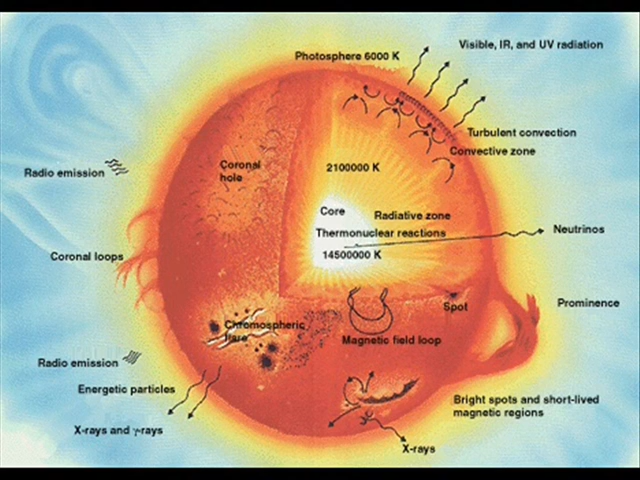 Photosphere 6000 K
Visible, IR, and UV radiation
Turbulent convection
Convective zone
Radio emission
Coronal
hole
2100000 K
Core
Radiative zone
Thermonuclear reactions
Neutrinos
14500000 K
Coronal loops
Prominence
Spot
Chromospheric
flare
Magnetic field loop
Radio emission
Energetic particles
Bright spots and short-lived
magnetic regions
X-rays and γ-rays
X-rays